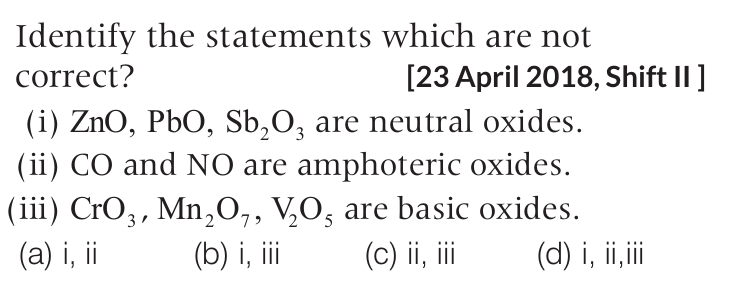 Identify the statements which are not
correct? [23 April 2018, Shift II ]
(i) ZnO, PbO, Sb₂O₃ are neutral oxides.
(ii) CO and NO are amphoteric oxides.
(iii) CrO₃, Mn₂O₇, V₂O₅ are basic oxides.
(a) i, ii (b) i, iii (c) ii, iii (d) i, ii,iii